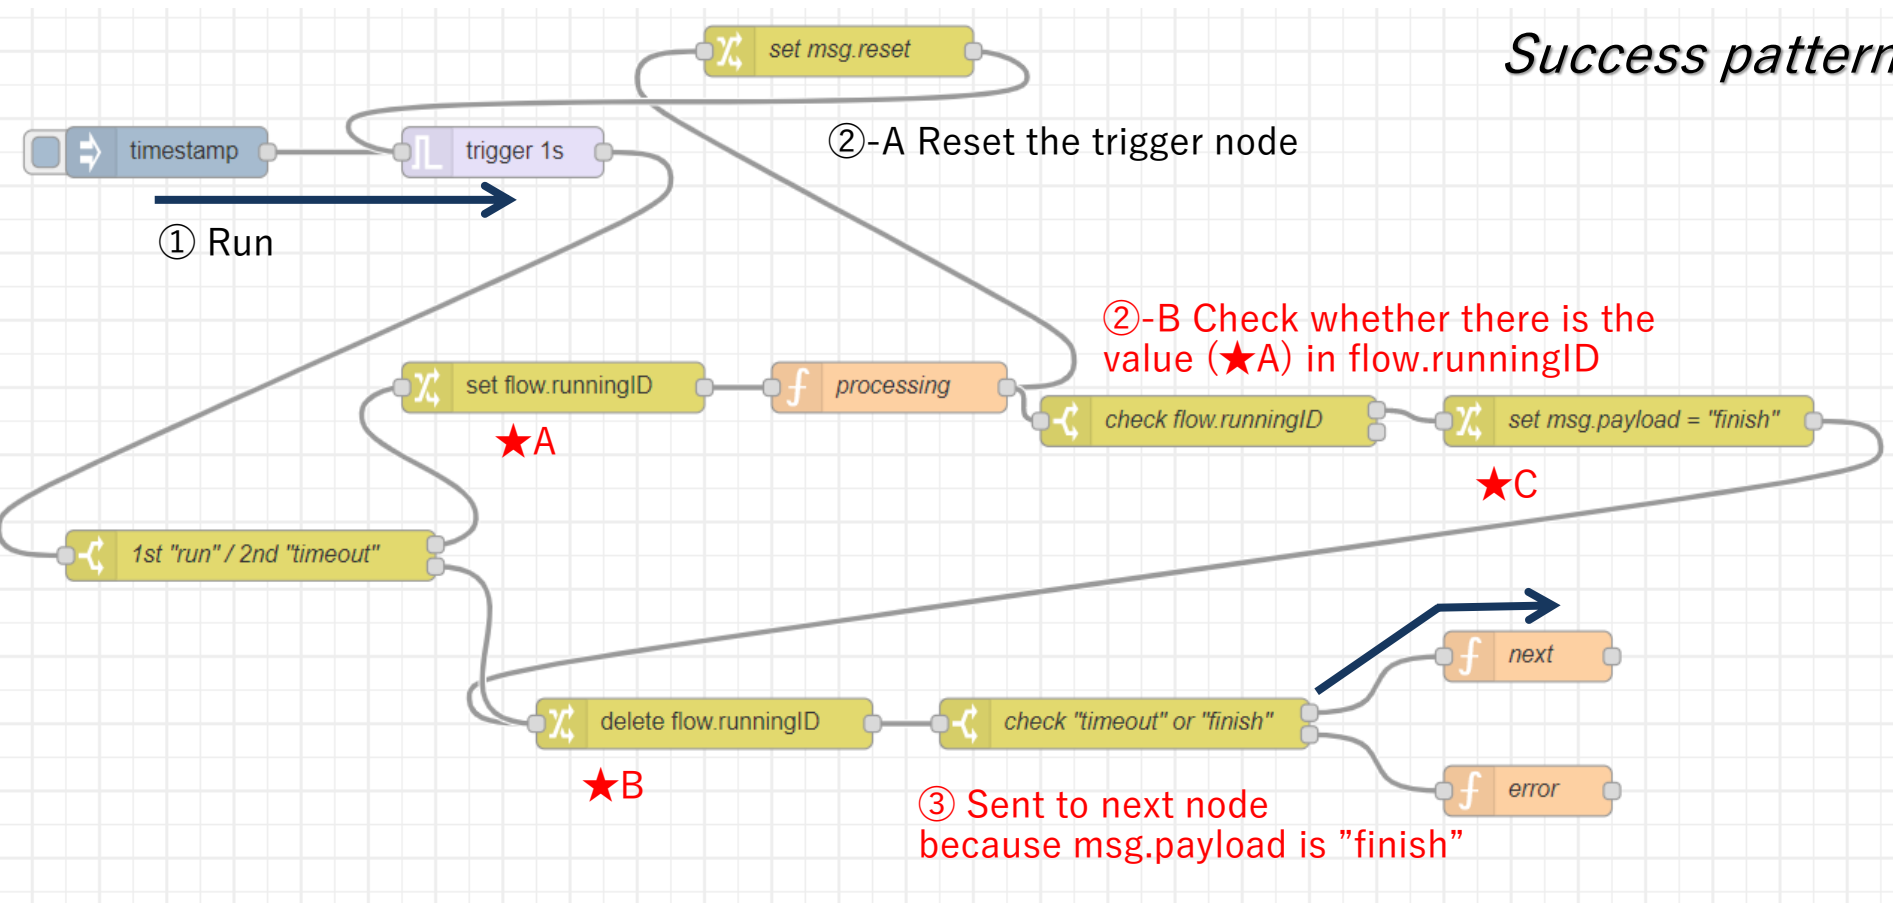 set msg.reset
Success pattern
timestamp
trigger 1s
②-A Reset the trigger node
① Run
②-B Check whether there is the
value (★A) in flow.runningID
set flow.runningID
processing
check flow.runningID
set msg.payload = "finish"
★A
★C
1st "run" / 2nd "timeout"
next
delete flow.runningID
check "timeout" or "finish"
★B
error
③ Sent to next node
because msg.payload is ”finish”